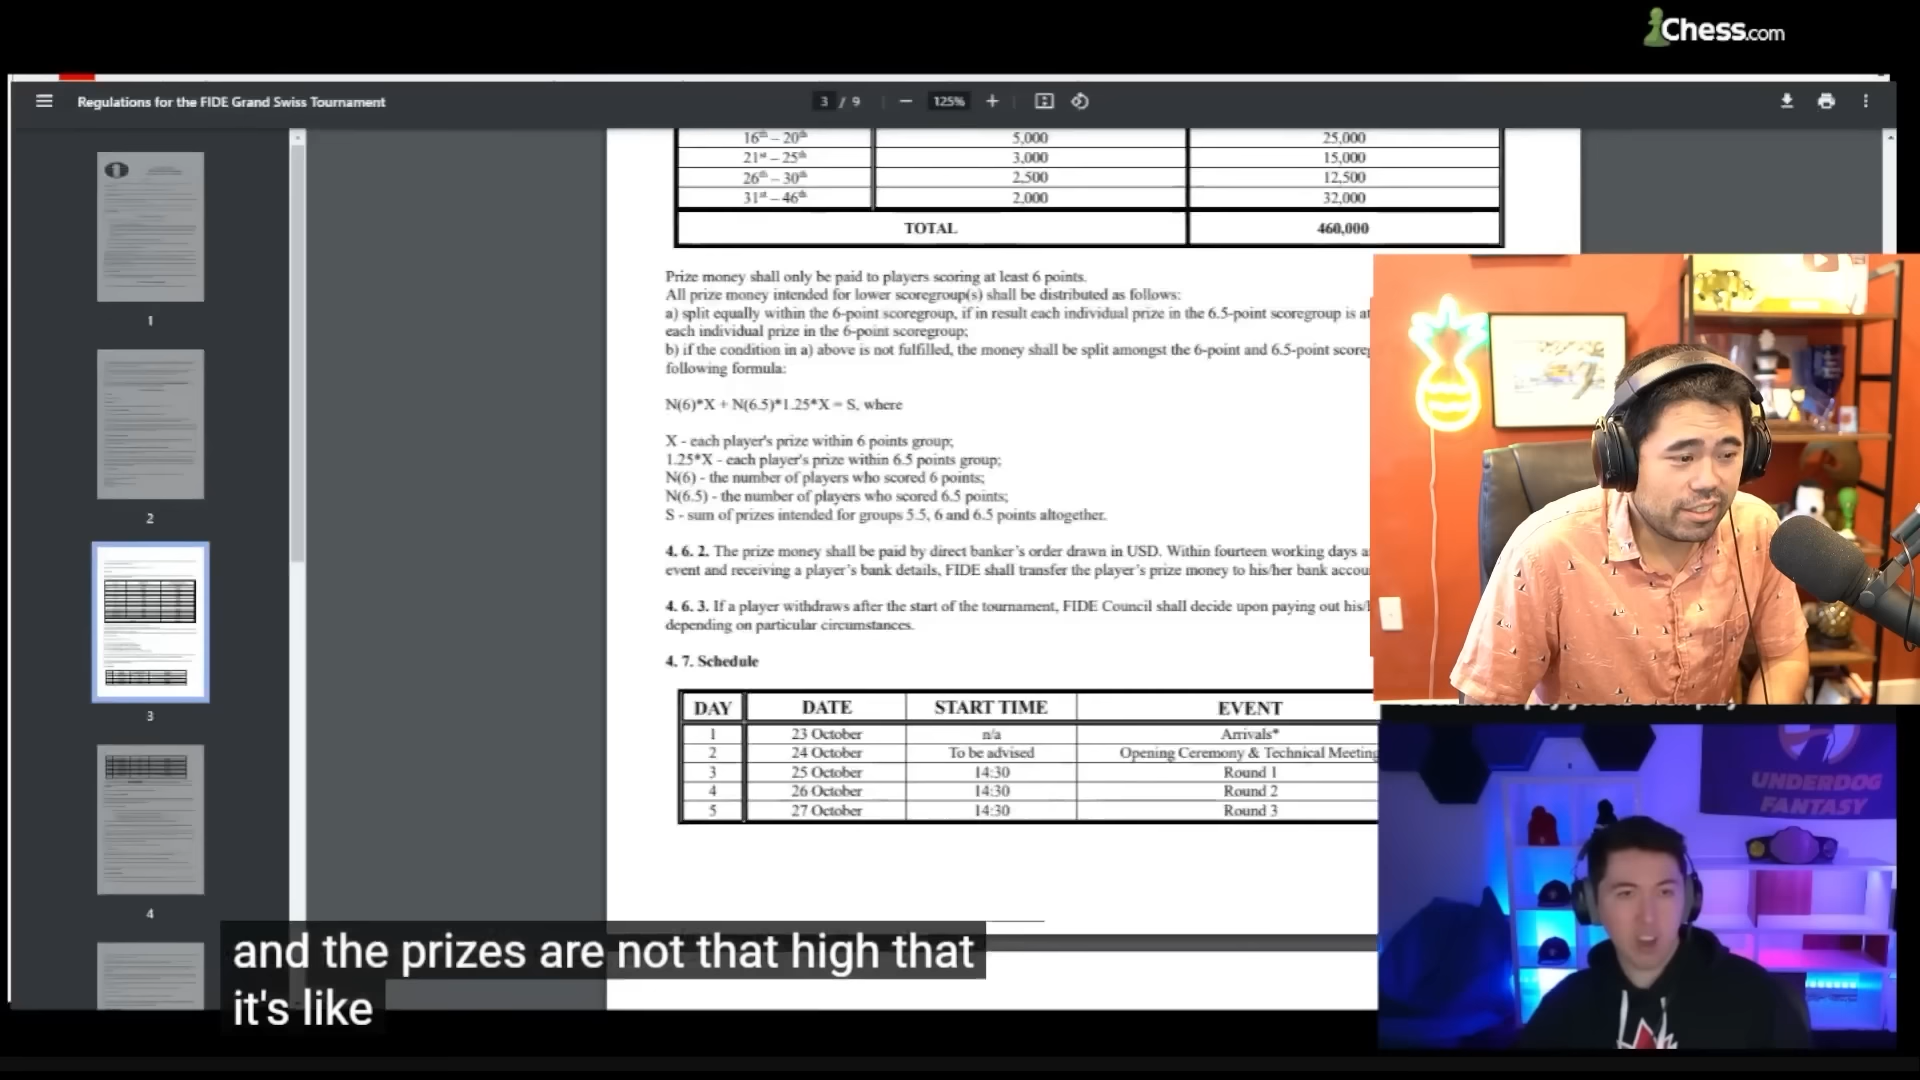 Chess.com
Regulations for the FIDE Grand Swiss Tournament
3 / 9
125%
16th – 20th 5,000 25,000
21st – 25th 3,000 15,000
26th – 30th 2,500 12,500
31st – 46th 2,000 32,000
TOTAL 460,000
Prize money shall only be paid to players scoring at least 6 points.
All prize money intended for lower scoregroup(s) shall be distributed as follows:
a) split equally within the 6-point scoregroup, if in result each individual prize in the 6.5-point scoregroup is at
each individual prize in the 6-point scoregroup;
b) if the condition in a) above is not fulfilled, the money shall be split amongst the 6-point and 6.5-point
following formula:
N(6)*X + N(6.5)*1.25*X = S, where
X - each player's prize within 6 points group;
1.25*X - each player's prize within 6.5 points group;
N(6) - the number of players who scored 6 points;
N(6.5) - the number of players who scored 6.5 points;
S - sum of prizes intended for groups 5.5, 6 and 6.5 points altogether.
4. 6. 2. The prize money shall be paid by direct banker's order drawn in USD. Within fourteen working days
event and receiving a player's bank details, FIDE shall transfer the player's prize money to his/her bank
4. 6. 3. If a player withdraws after the start of the tournament, FIDE Council shall decide upon paying out
depending on particular circumstances.
4. 7. Schedule
DAY DATE START TIME EVENT
1 23 October n/a Arrivals*
2 24 October To be advised Opening Ceremony & Technical Meeting
3 25 October 14:30 Round 1
4 26 October 14:30 Round 2
5 27 October 14:30 Round 3
1
2
3
4
UNDERDOG
FANTASY
and the prizes are not that high that
it's like